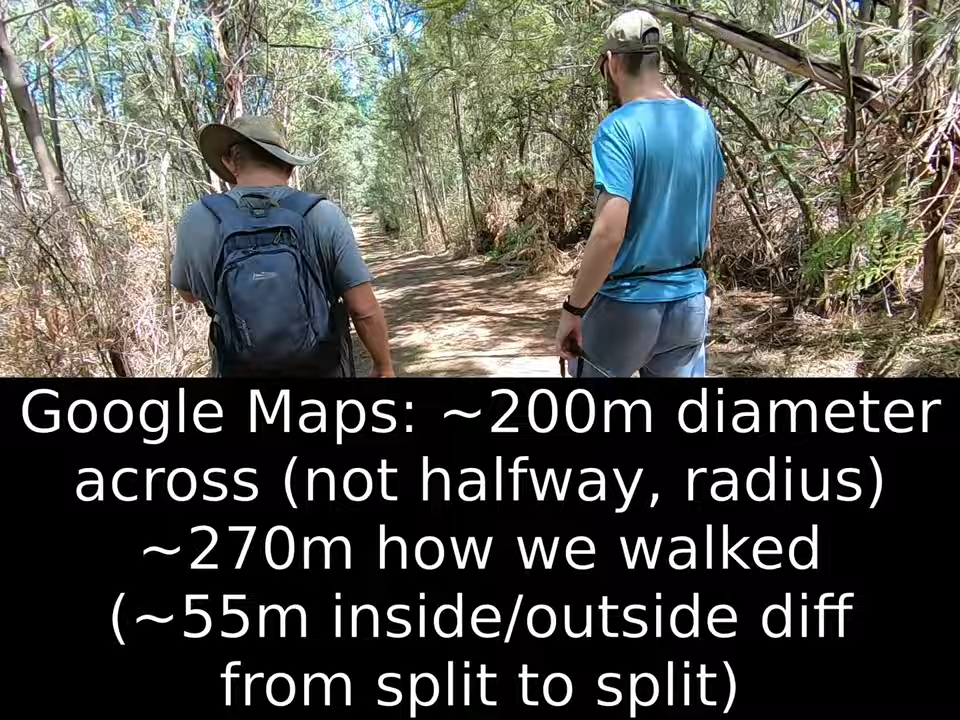 Google Maps: ~200m diameter
across (not halfway, radius)
~270m how we walked
(~55m inside/outside diff
from split to split)